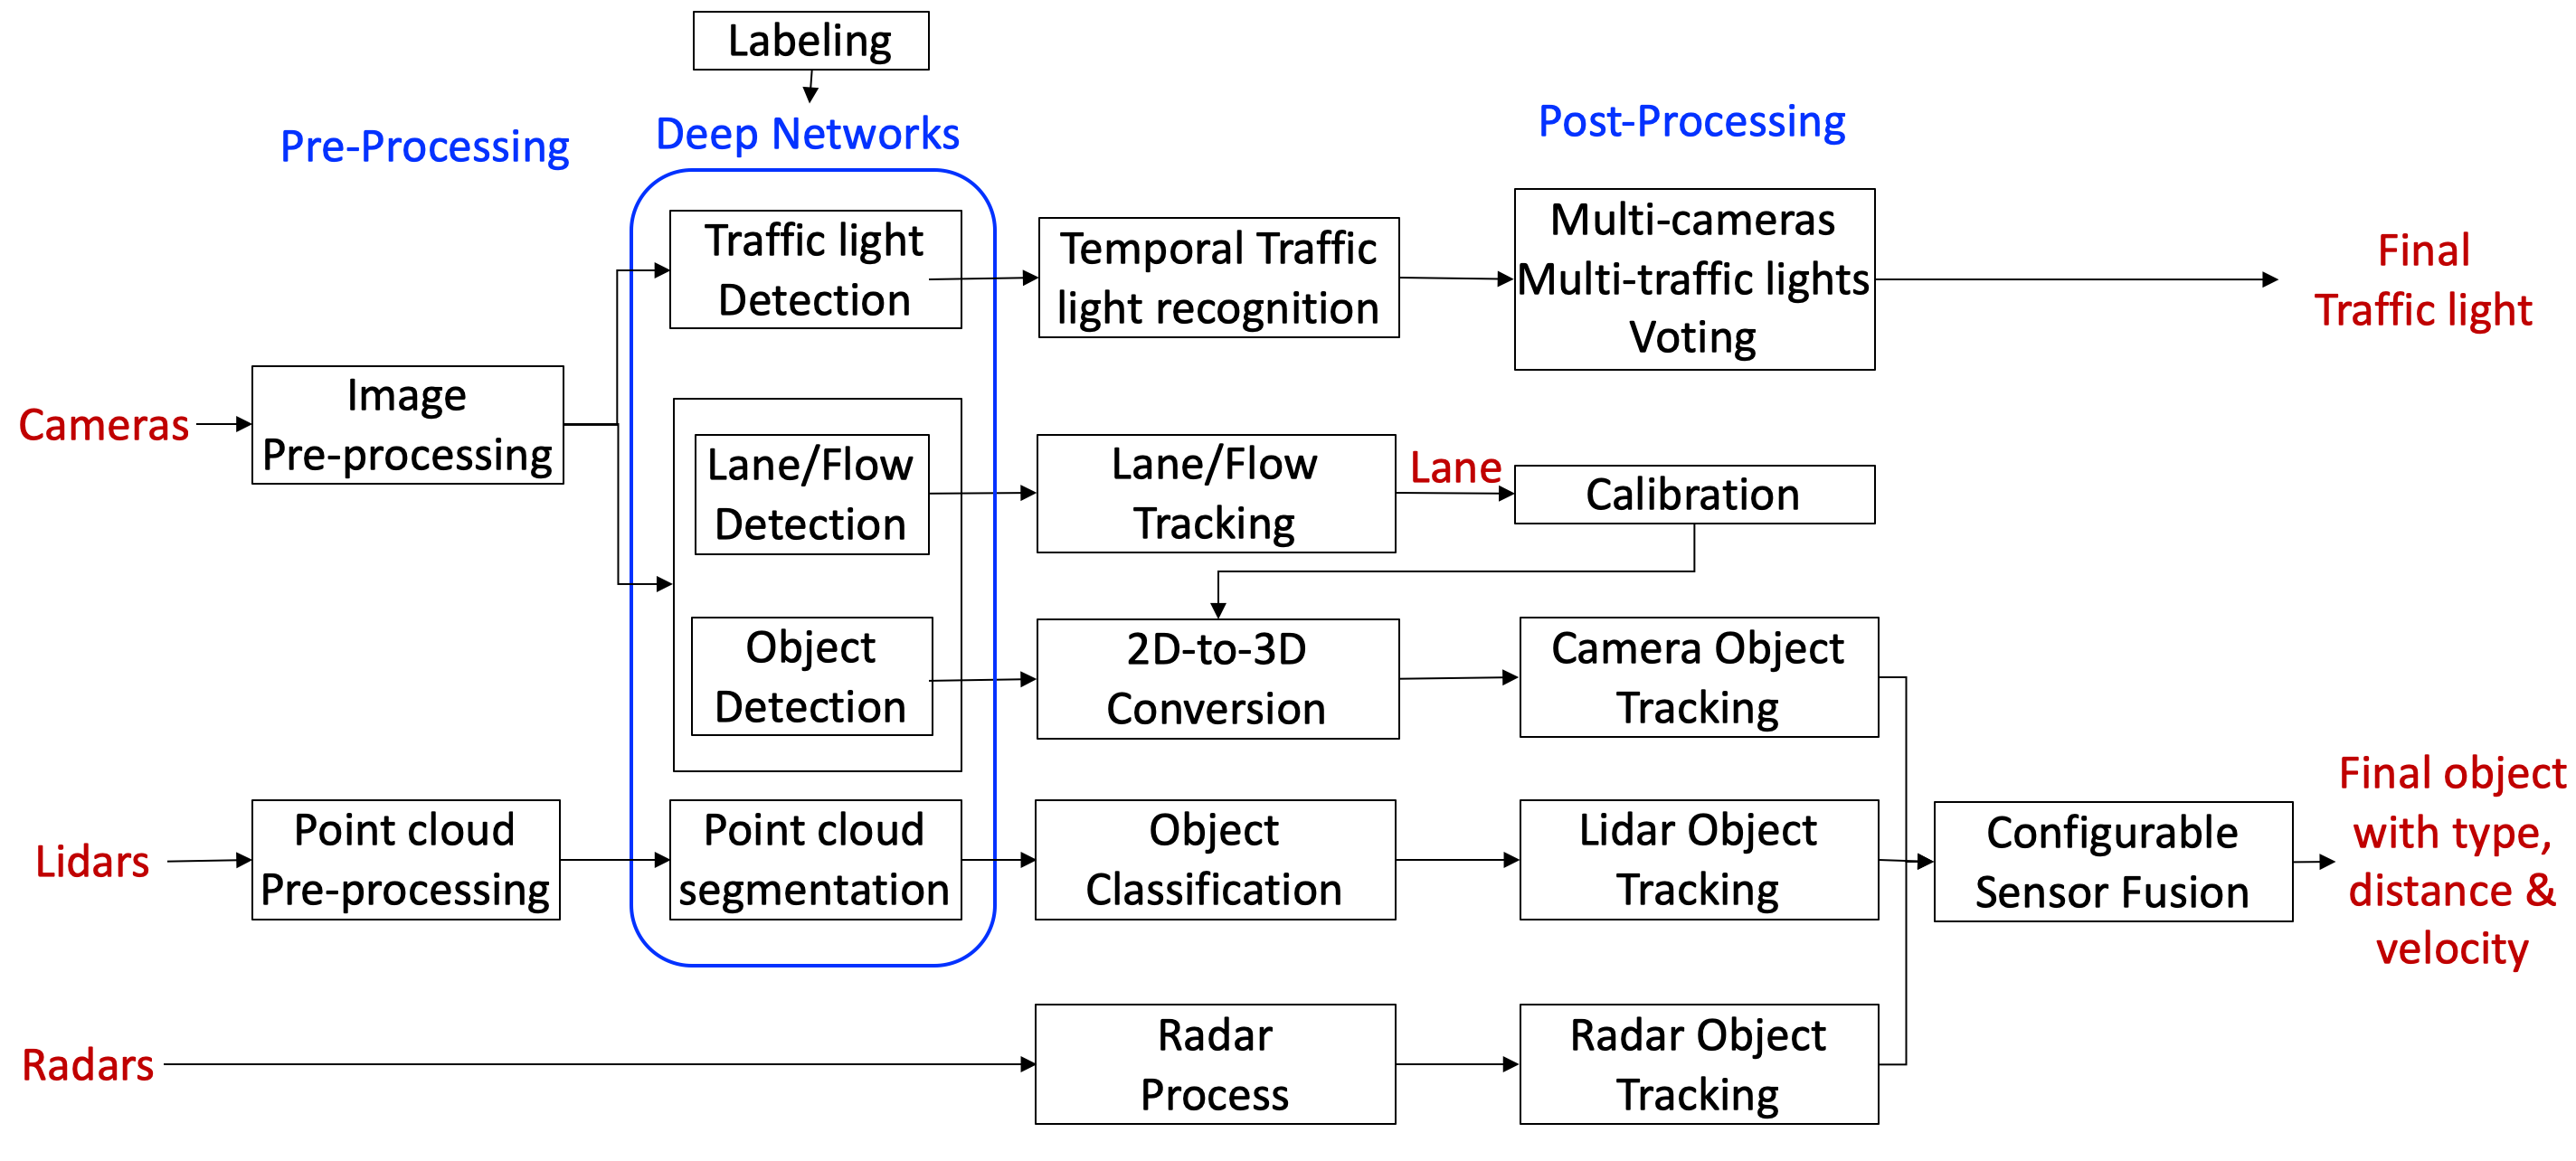 Labeling
Pre-Processing
Deep Networks
Post-Processing
Traffic light
Detection
Temporal Traffic
light recognition
Multi-cameras
Multi-traffic lights
Voting
Final
Traffic light
Cameras
Image
Pre-processing
Lane/Flow
Detection
Lane/Flow
Tracking
Lane
Calibration
Object
Detection
2D-to-3D
Conversion
Camera Object
Tracking
Lidars
Point cloud
Pre-processing
Point cloud
segmentation
Object
Classification
Lidar Object
Tracking
Configurable
Sensor Fusion
Final object
with type,
distance &
velocity
Radars
Radar
Process
Radar Object
Tracking